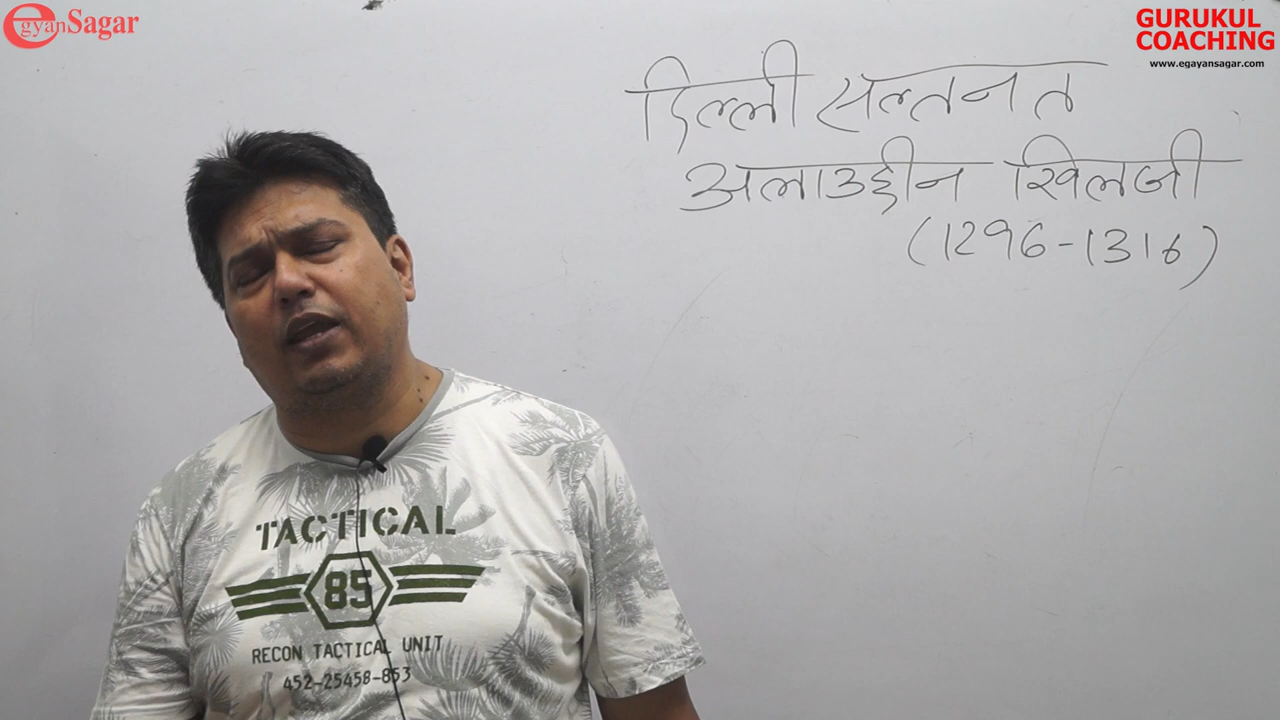 egyanSagar
GURUKUL
COACHING
www.egayansagar.com
दिल्ली सल्तनत
अलाउद्दीन खिलजी
(1296-1316)
TACTICAL
85
RECON TACTICAL UNIT
452-25458-853